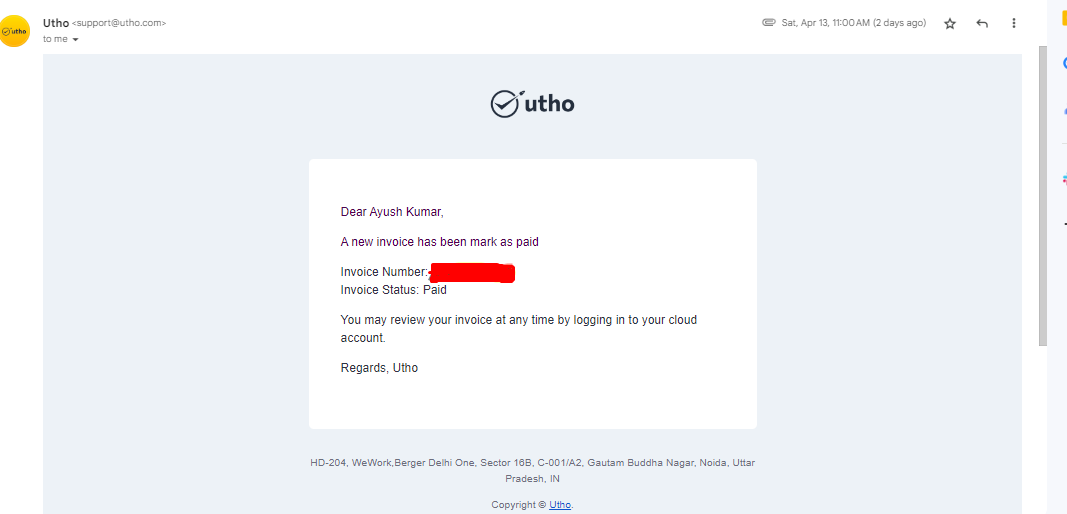 Utho <support@utho.com>
Sat, Apr 13, 11:00 AM (2 days ago)
utho
to me
utho
Dear Ayush Kumar,
A new invoice has been mark as paid
Invoice Number:
Invoice Status: Paid
You may review your invoice at any time by logging in to your cloud
account.
Regards, Utho
HD-204, WeWork,Berger Delhi One, Sector 16B, C-001/A2, Gautam Buddha Nagar, Noida, Uttar
Pradesh, IN
Copyright © Utho.